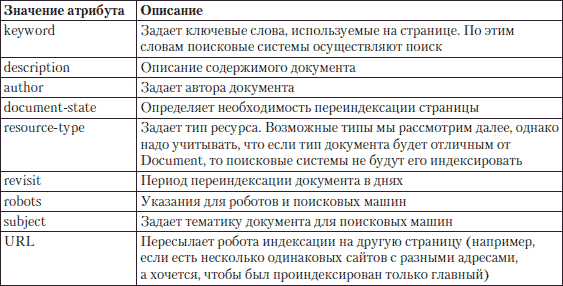 Значение атрибута Описание
keyword Задает ключевые слова, используемые на странице. По этим
словам поисковые системы осуществляют поиск
description Описание содержимого документа
author Задает автора документа
document-state Определяет необходимость переиндексации страницы
resource-type Задает тип ресурса. Возможные типы мы рассмотрим далее, однако
надо учитывать, что если тип документа будет отличным от
Document, то поисковые системы не будут его индексировать
revisit Период переиндексации документа в днях
robots Указания для роботов и поисковых машин
subject Задает тематику документа для поисковых машин
URL Пересылает робота индексации на другую страницу (например,
если есть несколько одинаковых сайтов с разными адресами,
а хочется, чтобы был проиндексирован только главный)